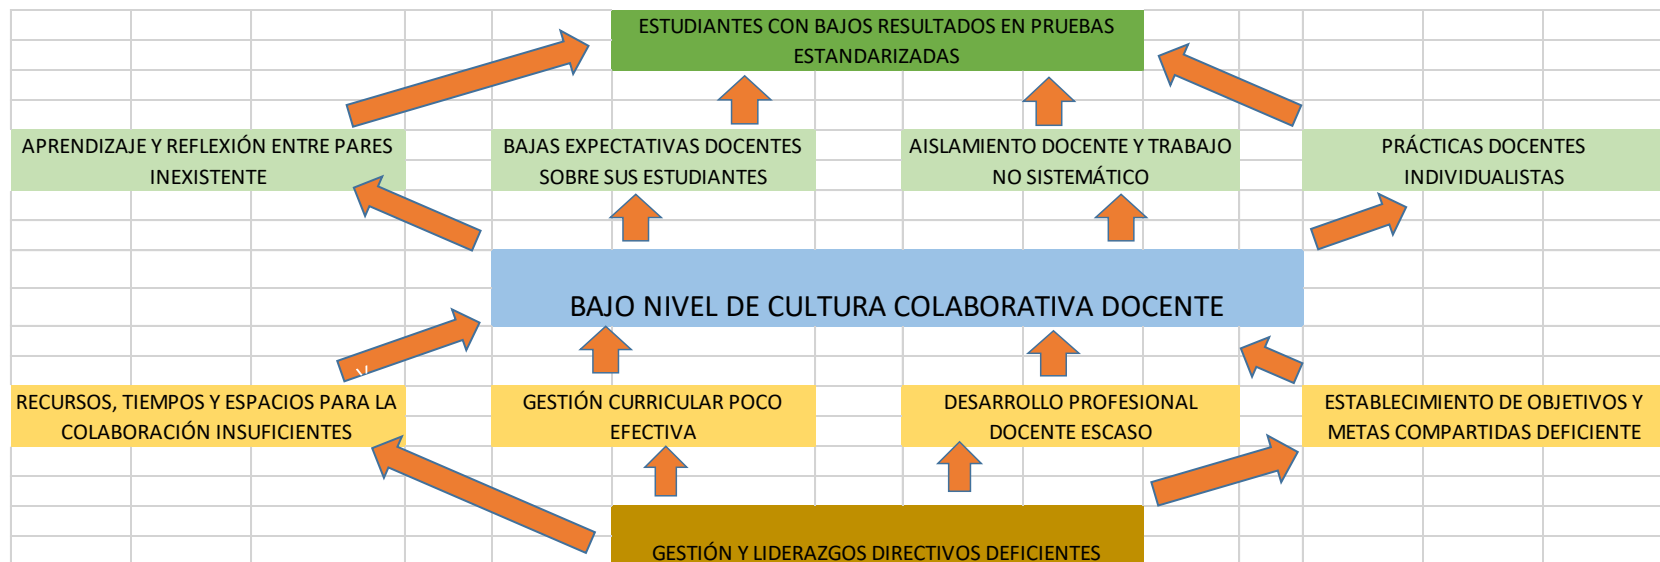 ESTUDIANTES CON BAJOS RESULTADOS EN PRUEBAS
ESTANDARIZADAS
APRENDIZAJE Y REFLEXIÓN ENTRE PARES
INEXISTENTE
BAJAS EXPECTATIVAS DOCENTES
SOBRE SUS ESTUDIANTES
AISLAMIENTO DOCENTE Y TRABAJO
NO SISTEMÁTICO
PRÁCTICAS DOCENTES
INDIVIDUALISTAS
BAJO NIVEL DE CULTURA COLABORATIVA DOCENTE
RECURSOS, TIEMPOS Y ESPACIOS PARA LA
COLABORACIÓN INSUFICIENTES
GESTIÓN CURRICULAR POCO
EFECTIVA
DESARROLLO PROFESIONAL
DOCENTE ESCASO
ESTABLECIMIENTO DE OBJETIVOS Y
METAS COMPARTIDAS DEFICIENTE
GESTIÓN Y LIDERAZGOS DIRECTIVOS DEFICIENTES